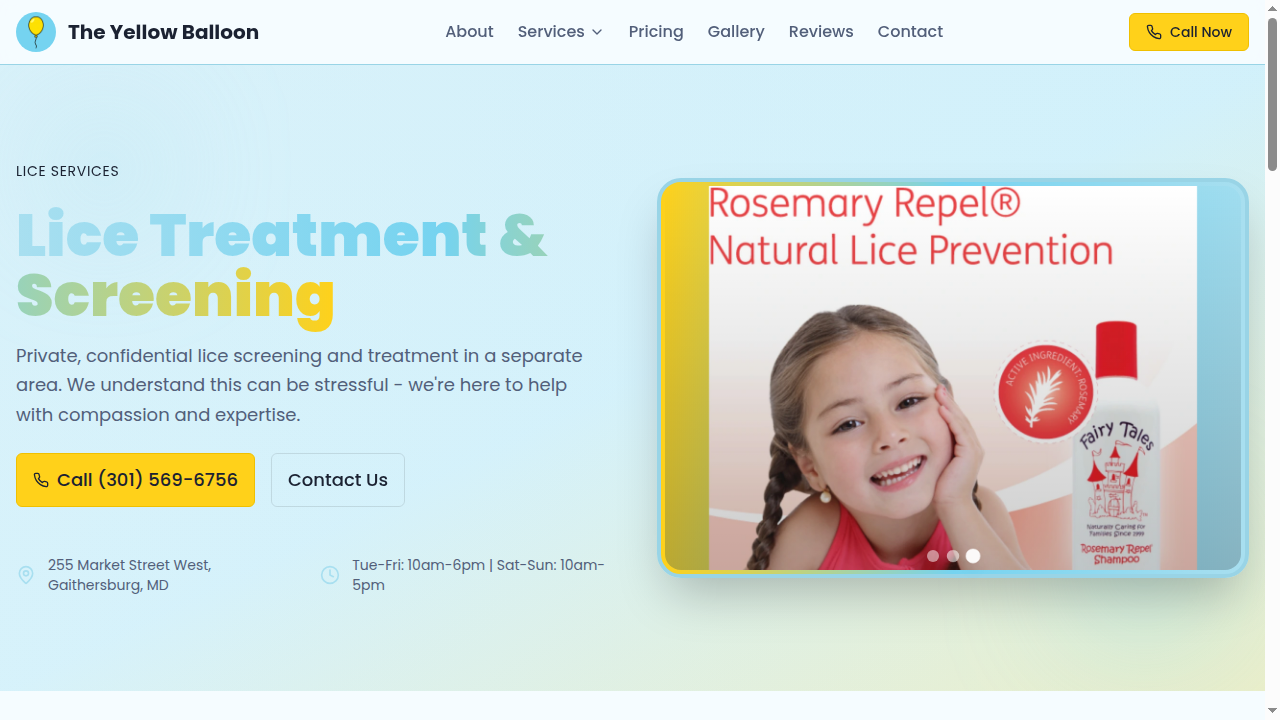 The Yellow Balloon
About
Services
Pricing
Gallery
Reviews
Contact
Call Now
LICE SERVICES
Lice Treatment &
Screening
Private, confidential lice screening and treatment in a separate
area. We understand this can be stressful - we're here to help
with compassion and expertise.
Call (301) 569-6756
Contact Us
255 Market Street West,
Gaithersburg, MD
Tue-Fri: 10am-6pm | Sat-Sun: 10am-
5pm
Rosemary Repel®
Natural Lice Prevention
ACTIVE INGREDIENT: ROSEMARY
Fairy Tales
Naturally Caring for
Families Since 1999
Rosemary Repel
Shampoo